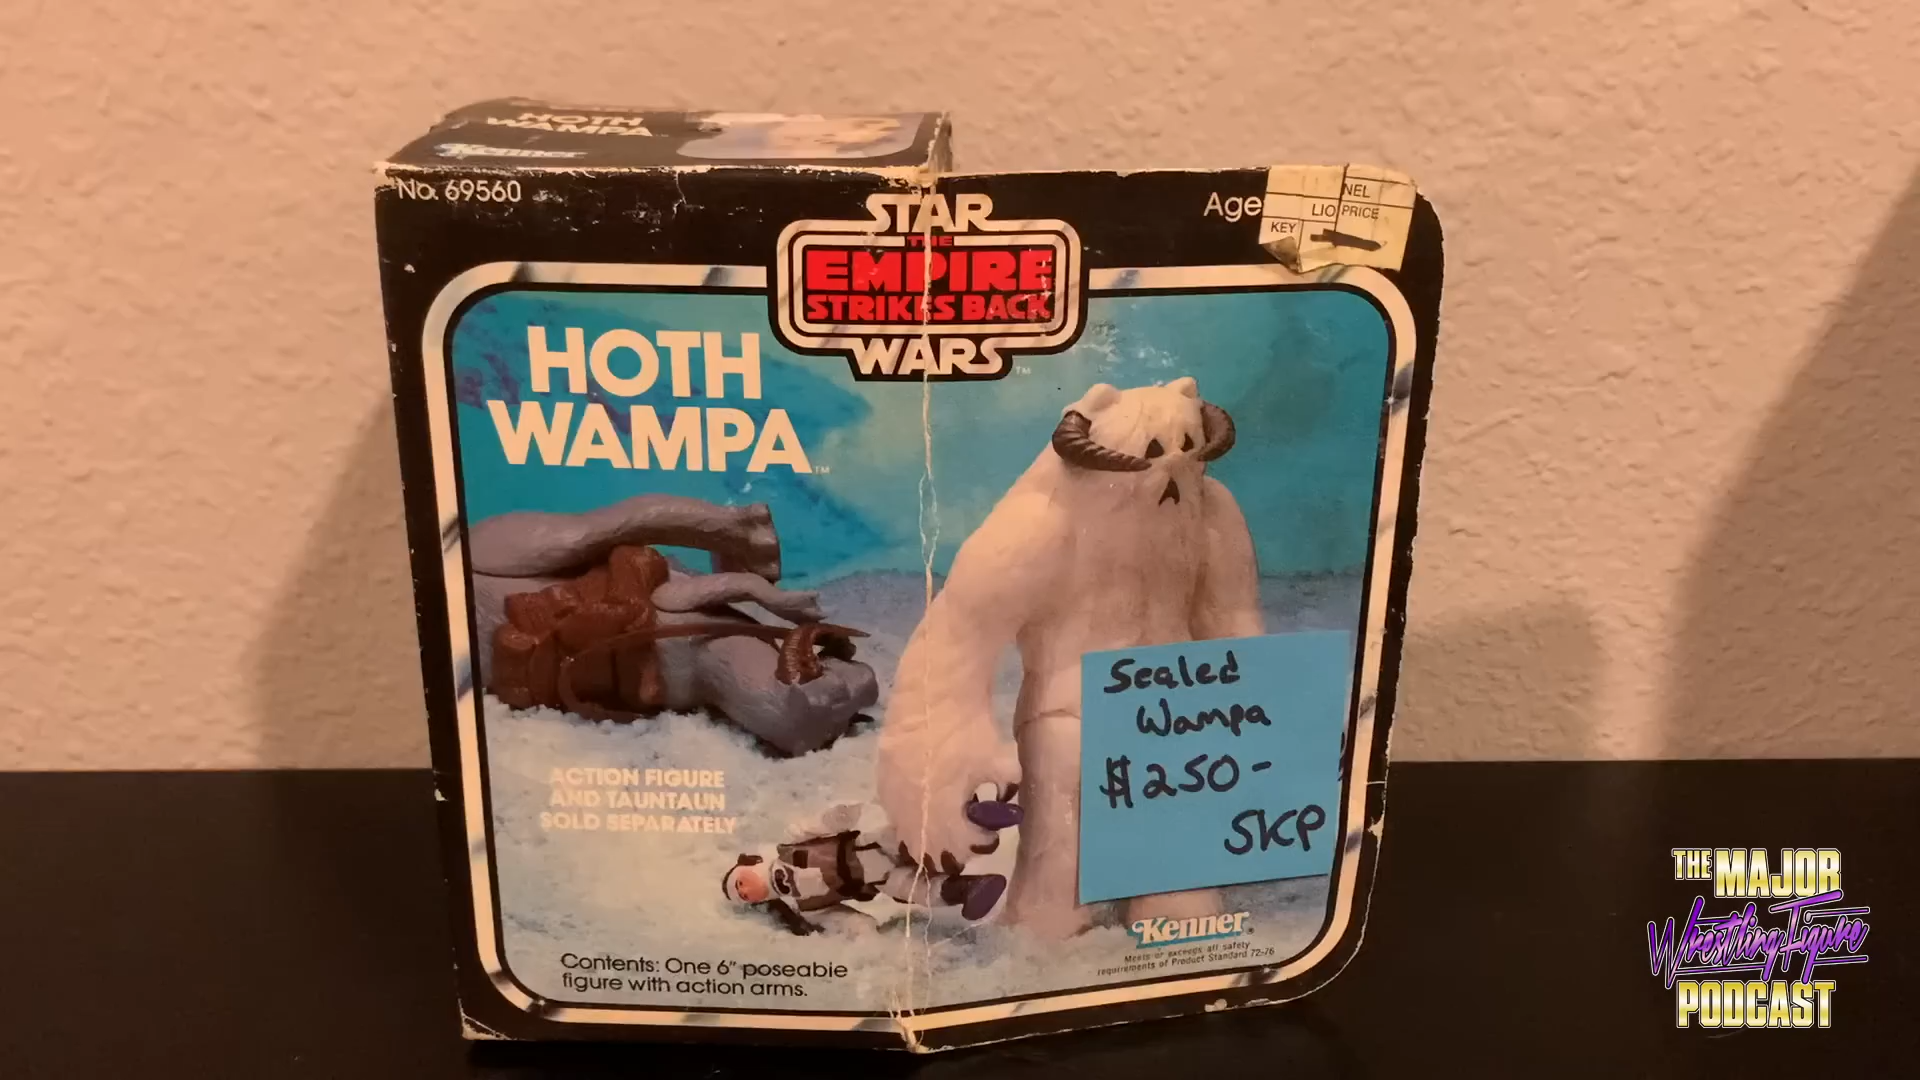 HOTH
WAMPA
Kenner
No. 69560
Age
NEL
LIO PRICE
KEY
STAR
THE
EMPIRE
STRIKES BACK
WARS™
HOTH
WAMPA™
Sealed
Wampa
$250-
SKP
ACTION FIGURE
AND TAUNTAUN
SOLD SEPARATELY
Kenner®
Meets or exceeds all safety
requirements of Product Standard 72-76
Contents: One 6" poseable
figure with action arms.
THE MAJOR
Wrestling Figure
PODCAST